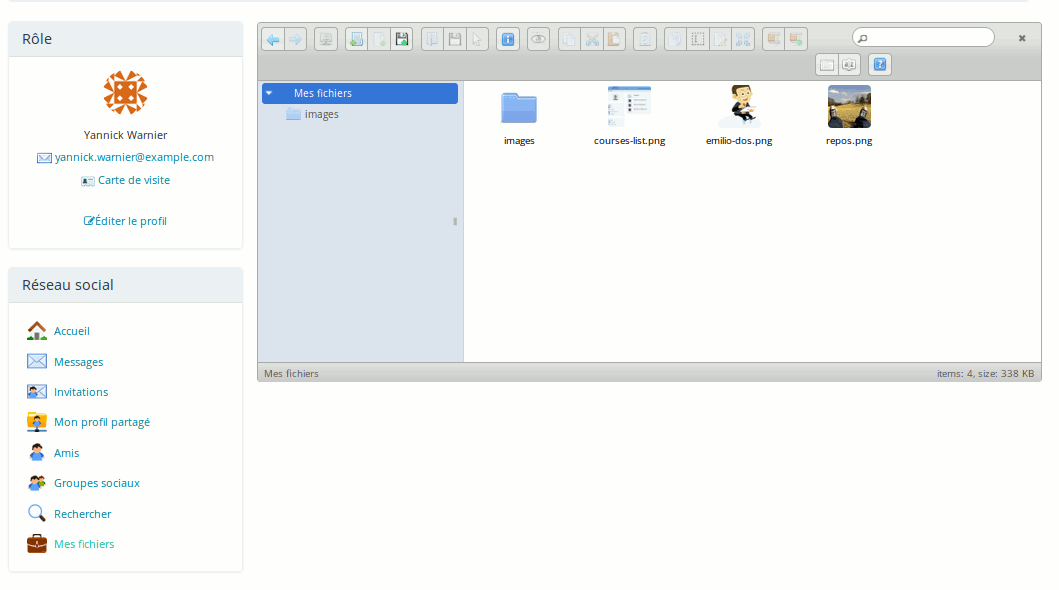 Rôle
Yannick Warnier
yannick.warnier@example.com
Carte de visite
Éditer le profil
Réseau social
Accueil
Messages
Invitations
Mon profil partagé
Amis
Groupes sociaux
Rechercher
Mes fichiers
Mes fichiers
images
images
courses-list.png
emilio-dos.png
repos.png
Mes fichiers
items: 4, size: 338 KB